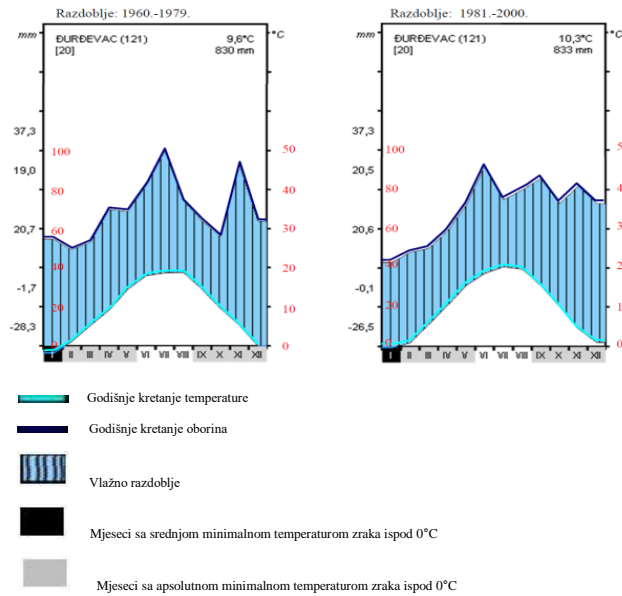 Razdoblje: 1960.-1979.
mm
°C
ĐURĐEVAC (121) 9,6°C
[20] 830 mm
37,3
19,0
20,7
-1,7
-28,3
100
80
60
40
20
0
50
40
30
20
10
0
I II III IV V VI VII VIII IX X XI XII
Razdoblje: 1981.-2000.
mm
°C
ĐURĐEVAC (121) 10,3°C
[20] 833 mm
37,3
20,5
20,6
-0,1
-26,5
100
80
60
40
20
0
I II III IV V VI VII VIII IX X XI XII
Godišnje kretanje temperature
Godišnje kretanje oborina
Vlažno razdoblje
Mjeseci sa srednjom minimalnom temperaturom zraka ispod 0°C
Mjeseci sa apsolutnom minimalnom temperaturom zraka ispod 0°C